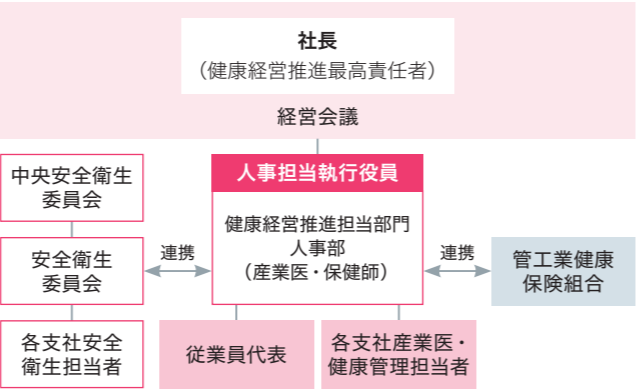 社長
（健康経営推進最高責任者）
経営会議
中央安全衛生
委員会
人事担当執行役員
健康経営推進担当部門
人事部
（産業医・保健師）
安全衛生
委員会
連携
連携
管工業健康
保険組合
各支社安全
衛生担当者
従業員代表
各支社産業医・
健康管理担当者